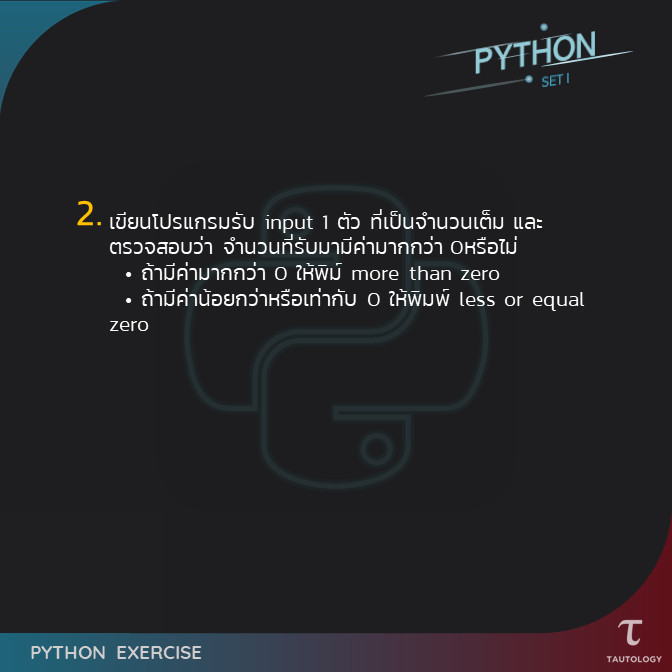 PYTHON
SET I
2. เขียนโปรแกรมรับ input 1 ตัว ที่เป็นจำนวนเต็ม และ
ตรวจสอบว่า จำนวนที่รับมามีค่ามากกว่า 0หรือไม่
• ถ้ามีค่ามากกว่า 0 ให้พิม์ more than zero
• ถ้ามีค่าน้อยกว่าหรือเท่ากับ 0 ให้พิมพ์ less or equal
zero
PYTHON EXERCISE
τ
TAUTOLOGY